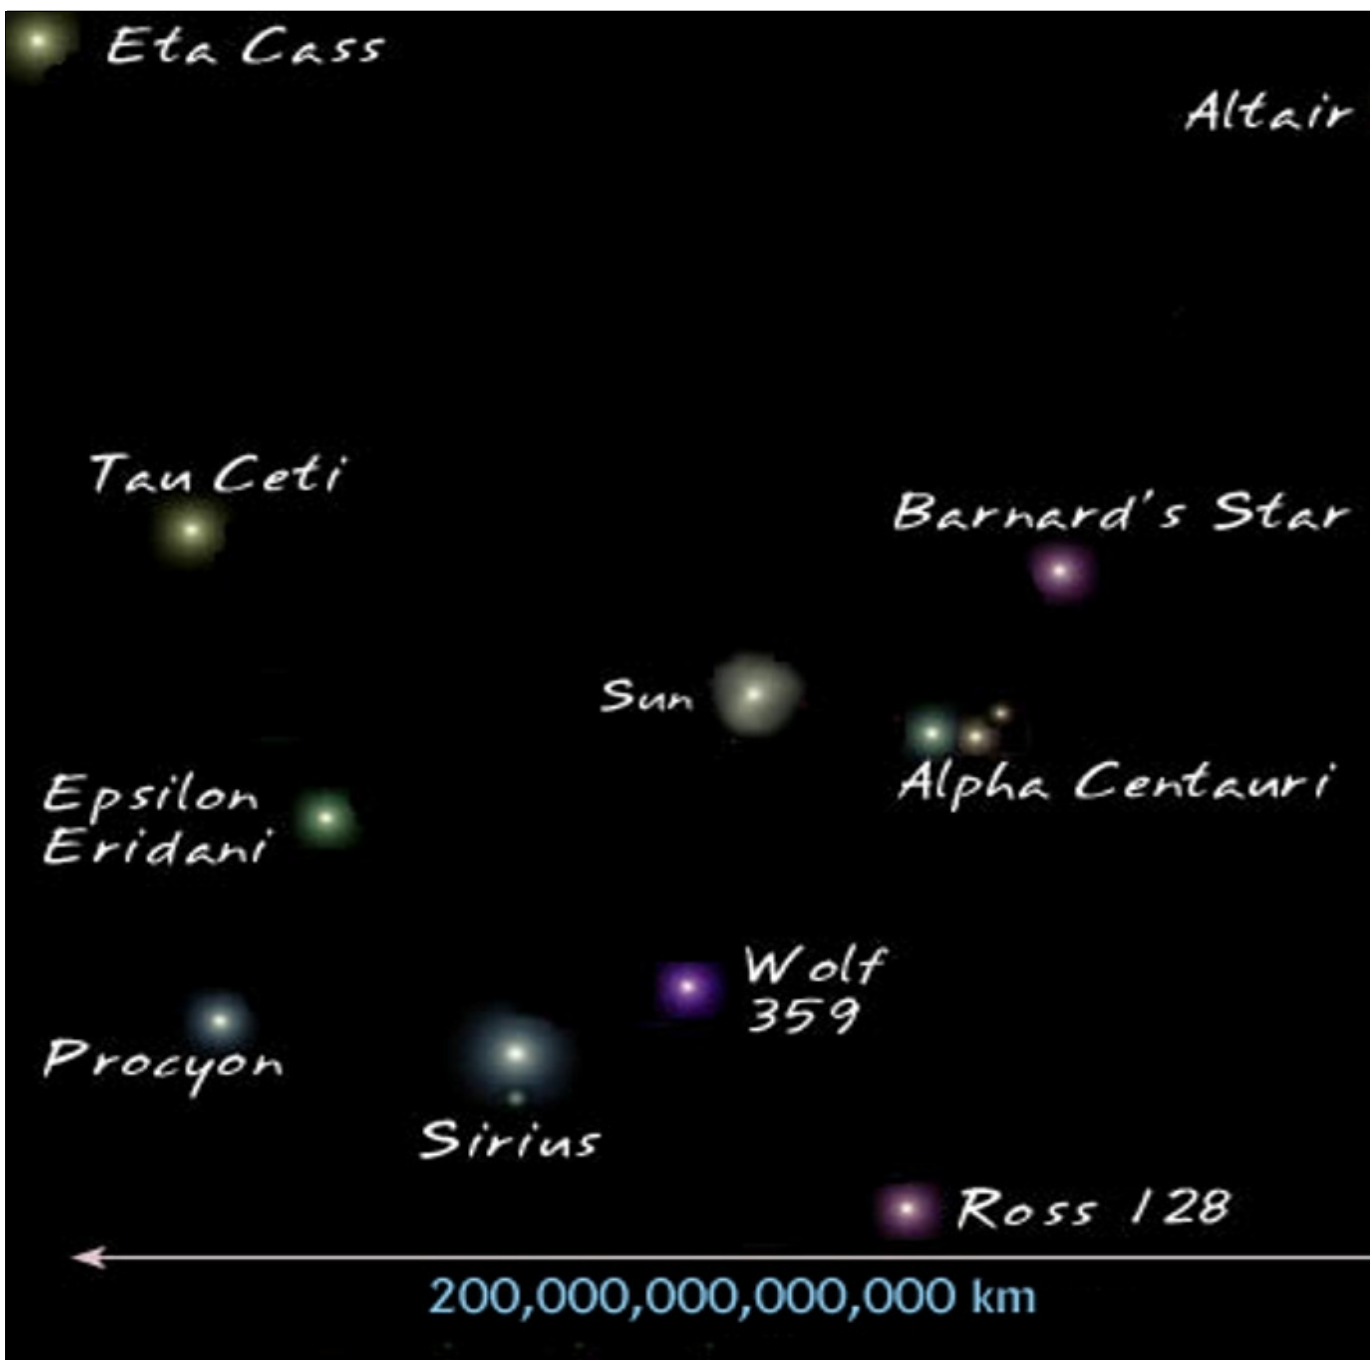 Eta Cass
Altair
Tau Ceti
Barnard's Star
Sun
Alpha Centauri
Epsilon
Eridani
Wolf
359
Procyon
Sirius
Ross 128
200,000,000,000,000 km